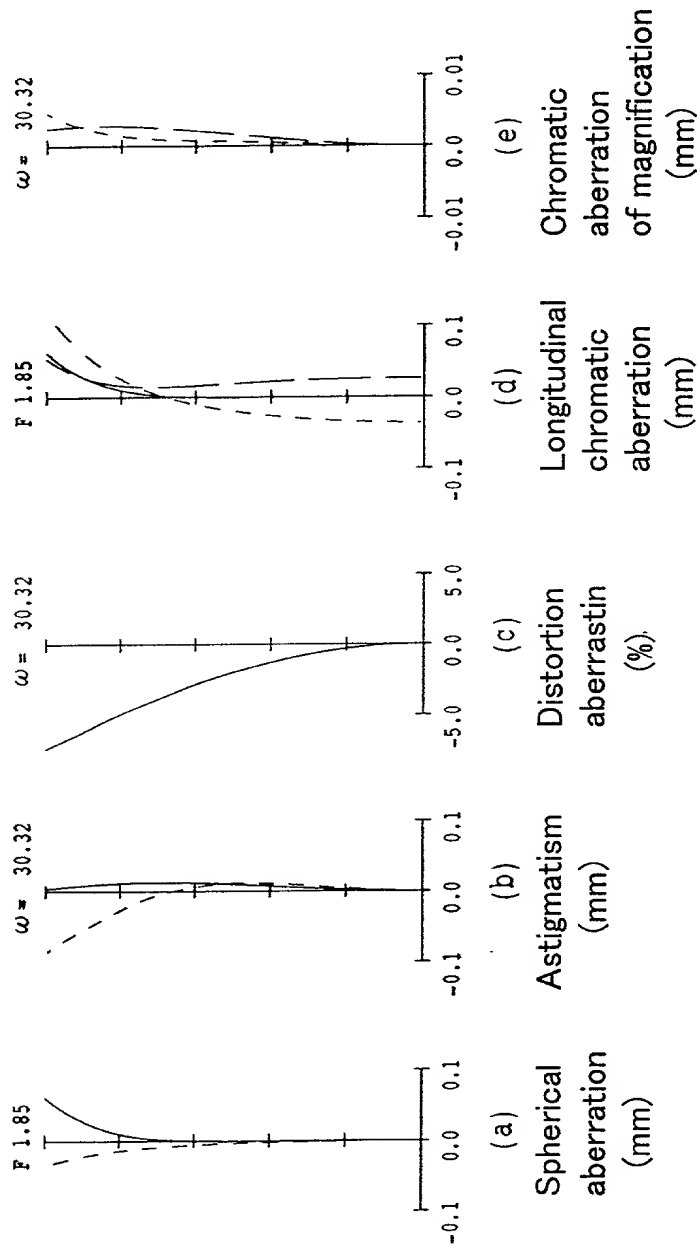 F 1.85
-0.1 0.0 0.1
(a)
Spherical
aberration
(mm)
ω= 30.32
-0.1 0.0 0.1
(b)
Astigmatism
(mm)
ω= 30.32
-5.0 0.0 5.0
(c)
Distortion
aberrastin
(%)
F 1.85
-0.1 0.0 0.1
(d)
Longitudinal
chromatic
aberration
(mm)
ω= 30.32
-0.01 0.0 0.01
(e)
Chromatic
aberration
of magnification
(mm)